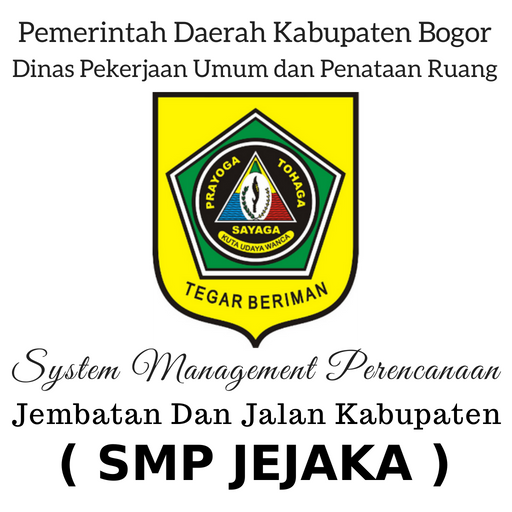 Pemerintah Daerah Kabupaten Bogor
Dinas Pekerjaan Umum dan Penataan Ruang
PRAYOGA
TOHAGA
SAYAGA
KUTA UDAYA WANGSA
TEGAR BERIMAN
System Management Perencanaan
Jembatan Dan Jalan Kabupaten
( SMP JEJAKA )